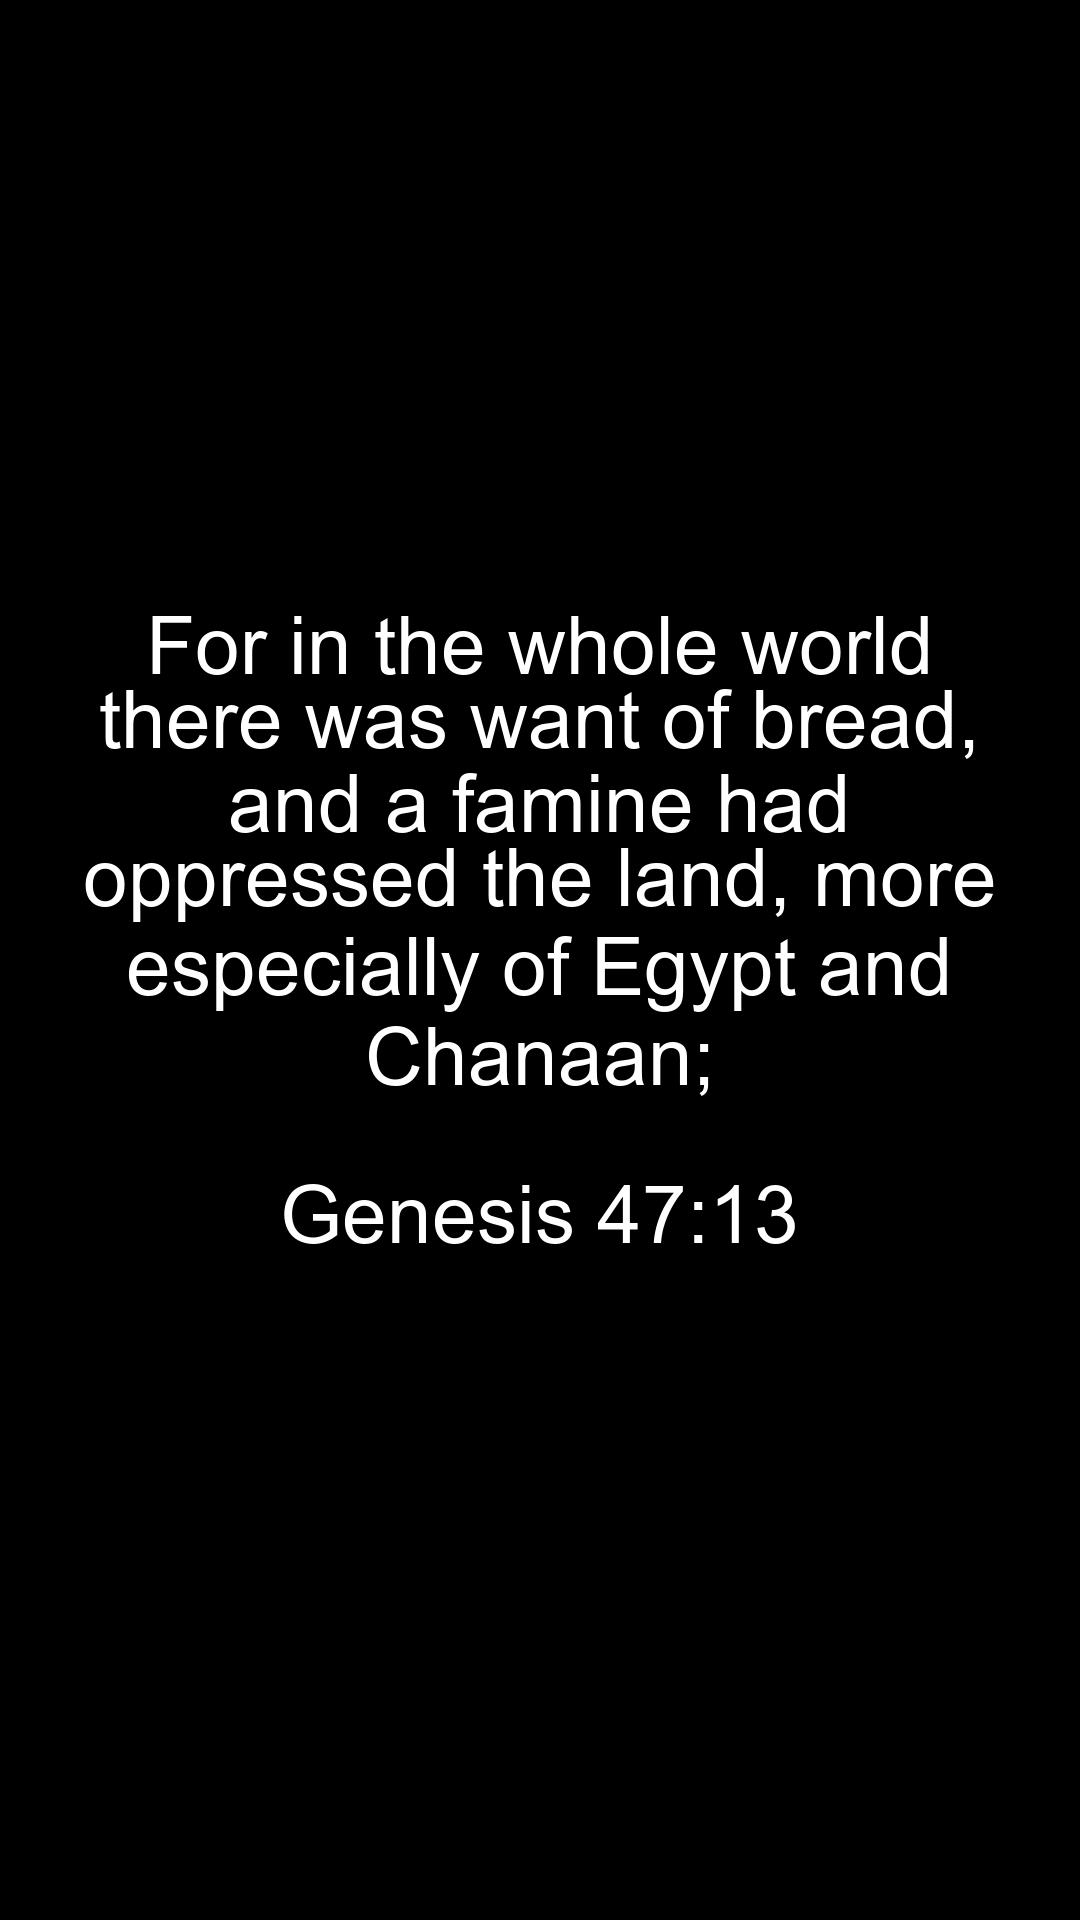 For in the whole world
there was want of bread,
and a famine had
oppressed the land, more
especially of Egypt and
Chanaan;
Genesis 47:13